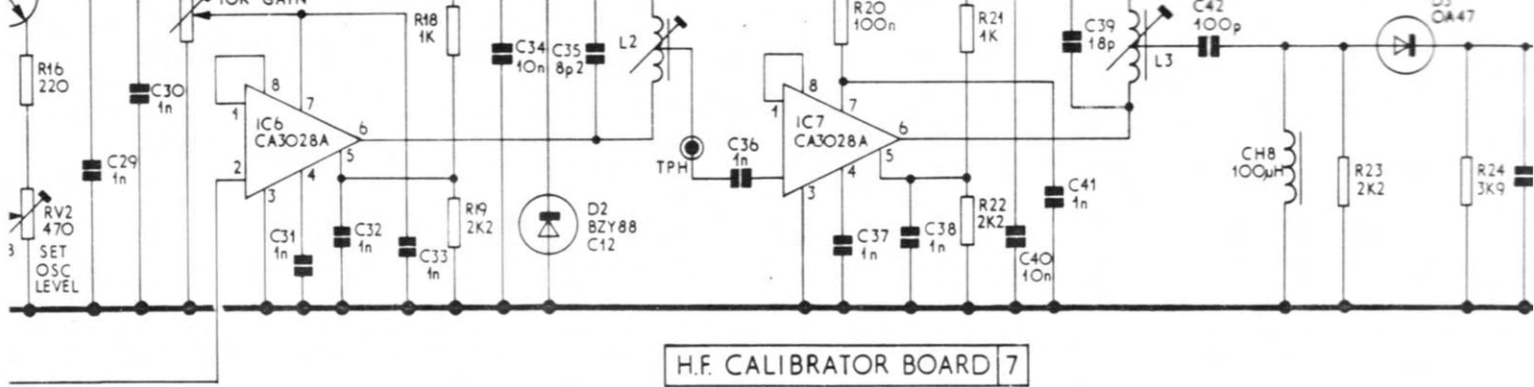 10K GAIN
R16
220
C30
1n
C29
1n
RV2
470
SET
OSC
LEVEL
1
2
8
7
IC6
CA3028A
6
5
4
3
R18
1K
C31
1n
C32
1n
C33
1n
R19
2K2
C34
10n
C35
8p2
L2
D2
BZY88
C12
TPH
C36
1n
1
8
7
IC7
CA3028A
6
5
4
3
R20
100n
R21
1K
C37
1n
C38
1n
R22
2K2
C40
10n
C41
1n
C39
18p
L3
C42
100p
CH8
100µH
R23
2K2
D3
OA47
R24
3K9
H.F. CALIBRATOR BOARD 7